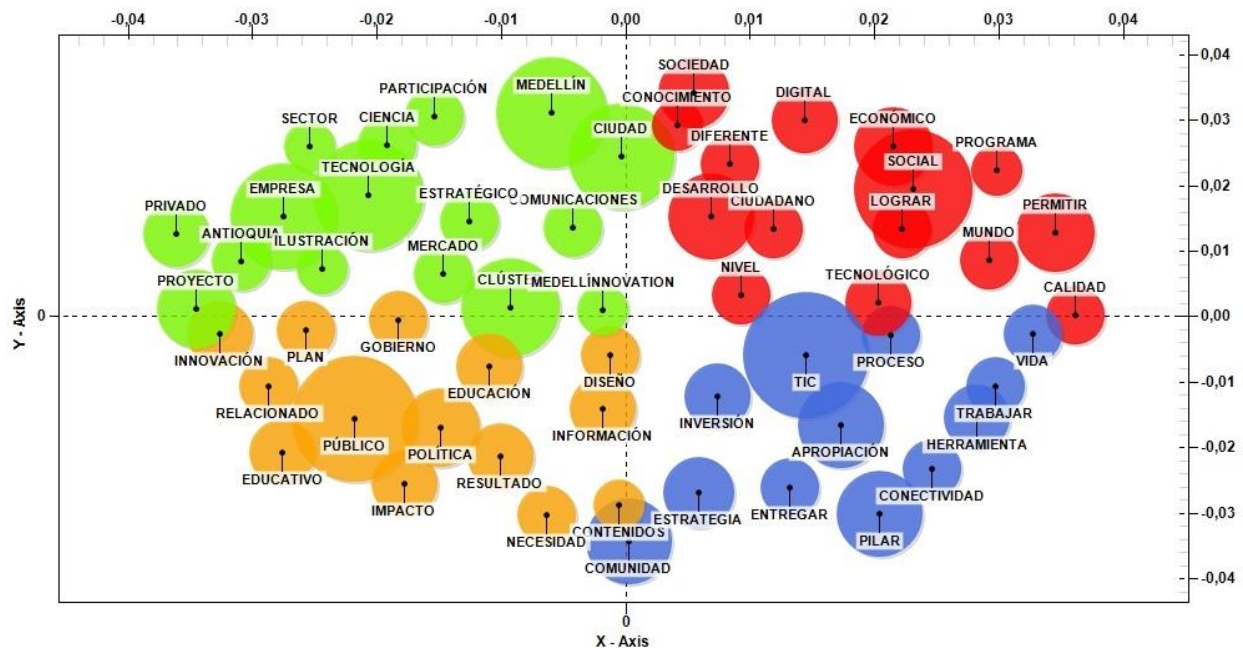 -0,04 -0,03 -0,02 -0,01 0,00 0,01 0,02 0,03 0,04
0,04
SOCIEDAD
MEDELLÍN
PARTICIPACIÓN
DIGITAL
CONOCIMIENTO
0,03
SECTOR
CIENCIA
ECONÓMICO
CIUDAD
DIFERENTE
PROGRAMA
TECNOLOGÍA
SOCIAL
0,02
EMPRESA
ESTRATÉGICO
DESARROLLO
COMUNICACIONES
CIUDADANO
LOGRAR
PRIVADO
PERMITIR
ANTIOQUIA
ILUSTRACIÓN
MUNDO
MERCADO
0,01
NIVEL
TECNOLÓGICO
PROYECTO
CLÚSTE
MEDELLÍNNOVATION
CALIDAD
0
0,00
Y - Axis
INNOVACIÓN
PLAN
GOBIERNO
PROCESO
VIDA
EDUCACIÓN
DISEÑO
TIC
-0,01
RELACIONADO
TRABAJAR
INVERSIÓN
INFORMACIÓN
PÚBLICO
HERRAMIENTA
POLÍTICA
APROPIACIÓN
-0,02
EDUCATIVO
RESULTADO
CONECTIVIDAD
IMPACTO
ENTREGAR
ESTRATEGIA
-0,03
CONTENIDOS
NECESIDAD
PILAR
COMUNIDAD
-0,04
0
X - Axis